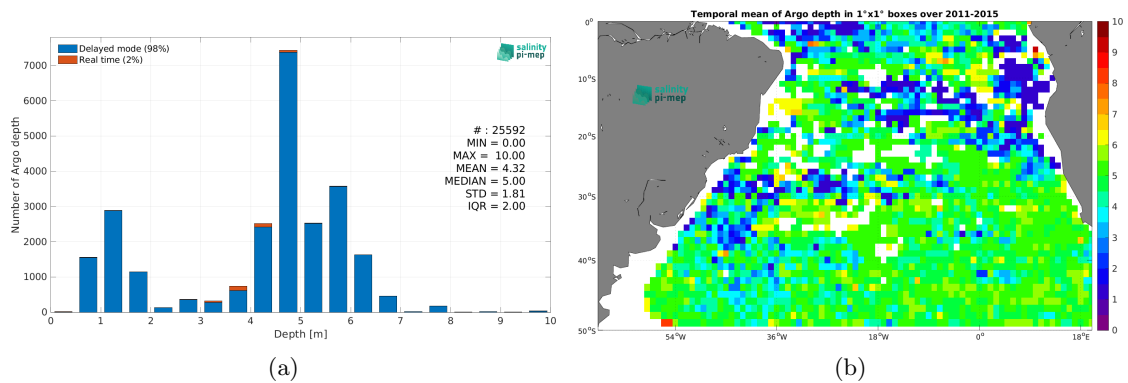 Delayed mode (98%)
Real time (2%)
salinity
pi-mep
7000
6000
5000
4000
3000
2000
1000
0
Number of Argo depth
# : 25592
MIN = 0.00
MAX = 10.00
MEAN = 4.32
MEDIAN = 5.00
STD = 1.81
IQR = 2.00
0 1 2 3 4 5 6 7 8 9 10
Depth [m]
(a)
Temporal mean of Argo depth in 1°x1° boxes over 2011-2015
0°
10°S
20°S
30°S
40°S
50°S
salinity
pi-mep
54°W 36°W 18°W 0° 18°E
10
9
8
7
6
5
4
3
2
1
0
(b)